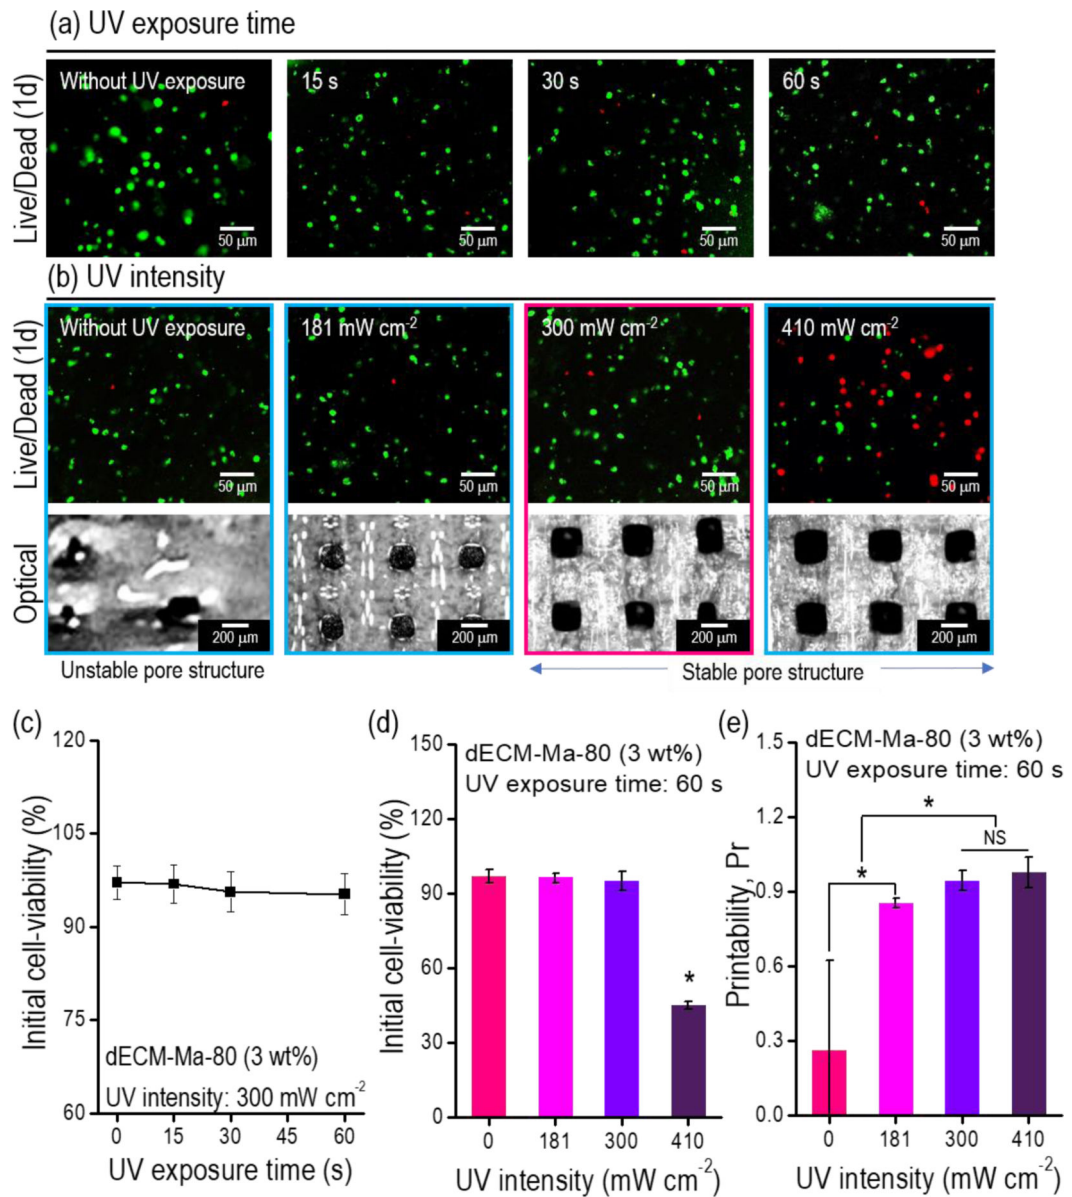 (a) UV exposure time
Live/Dead (1d)
Without UV exposure
15 s
30 s
60 s
50 µm
50 µm
50 µm
50 µm
(b) UV intensity
Live/Dead (1d)
Without UV exposure
181 mW cm⁻²
300 mW cm⁻²
410 mW cm⁻²
50 µm
50 µm
50 µm
50 µm
Optical
200 µm
200 µm
200 µm
200 µm
Unstable pore structure
Stable pore structure
(c)
120
105
90
75
60
Initial cell-viability (%)
dECM-Ma-80 (3 wt%)
UV intensity: 300 mW cm⁻²
0 15 30 45 60
UV exposure time (s)
(d)
150
120
90
60
30
0
Initial cell-viability (%)
dECM-Ma-80 (3 wt%)
UV exposure time: 60 s
*
0 181 300 410
UV intensity (mW cm⁻²)
(e)
1.5
1.2
0.9
0.6
0.3
0.0
Printability, Pr
dECM-Ma-80 (3 wt%)
UV exposure time: 60 s
*
NS
*
0 181 300 410
UV intensity (mW cm⁻²)